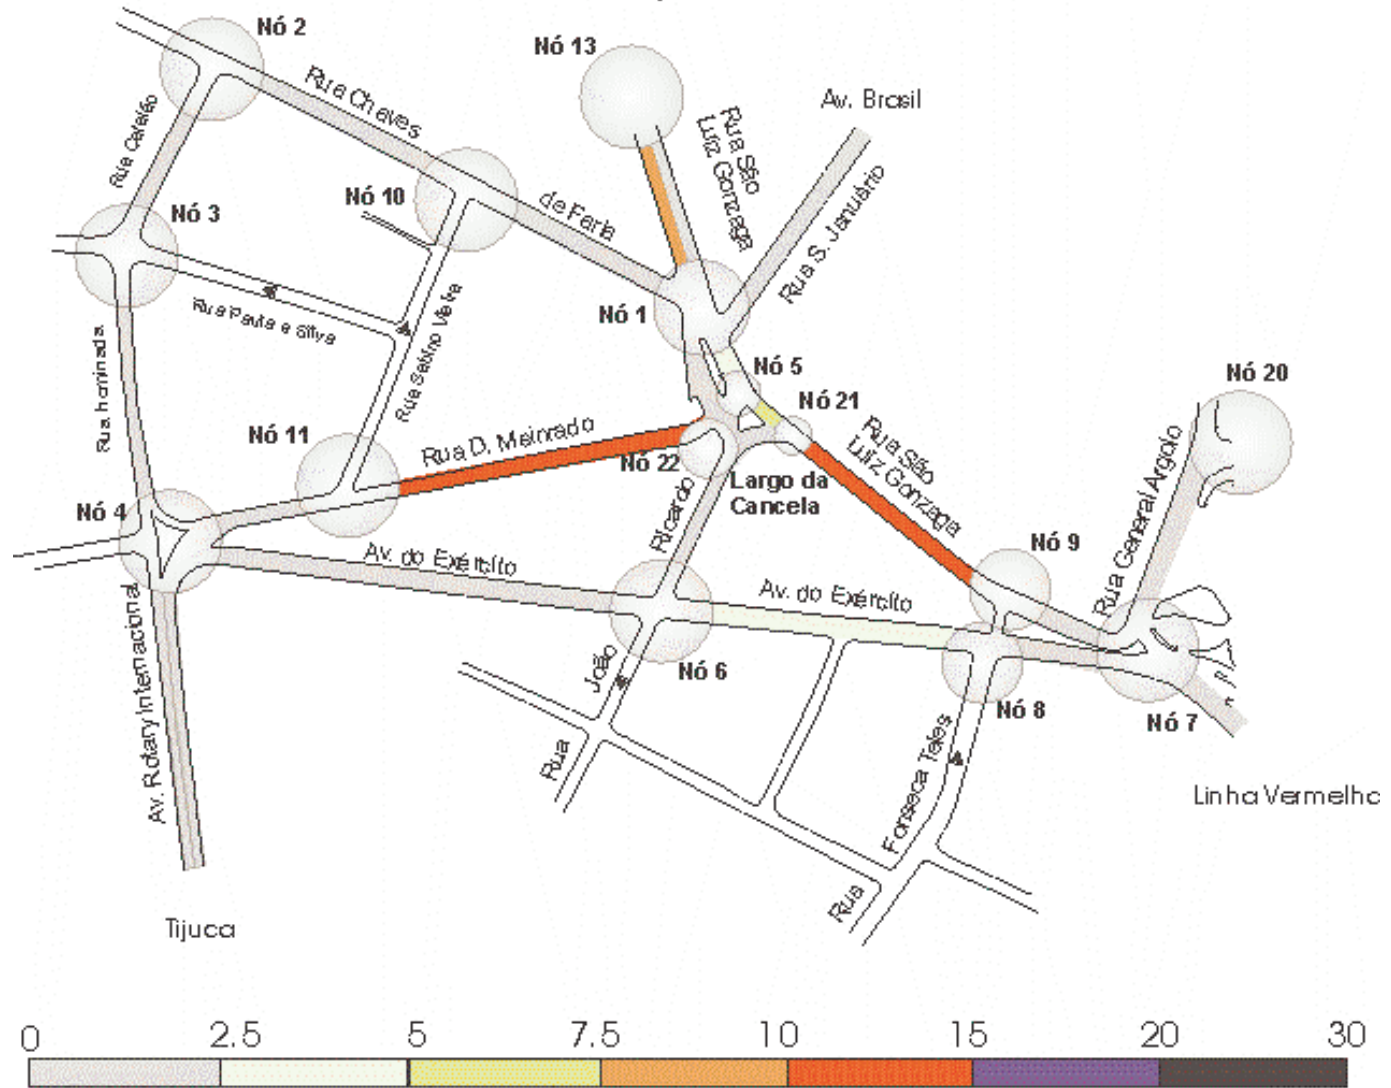 Nó 2
Nó 13
Rua Chaves
Av. Brasil
Rua São
Luiz Gonzaga
Rua Catalão
Nó 10
de Faria
Rua S. Januário
Nó 3
Nó 1
Rua Paula e Silva
Rua Sabino Vieira
Nó 5
Nó 20
Nó 21
Nó 11
Rua D. Meinrado
Rua São
Luiz Gonzaga
Nó 22
Largo da
Cancela
Nó 4
Ricardo
Rua General Argolo
Av. do Exército
Nó 9
Av. do Exército
João
Nó 6
Nó 8
Nó 7
Av. Rotary Internacional
Rua
Fonseca Teles
Linha Vermelha
Rua
Tijuca
0 2.5 5 7.5 10 15 20 30